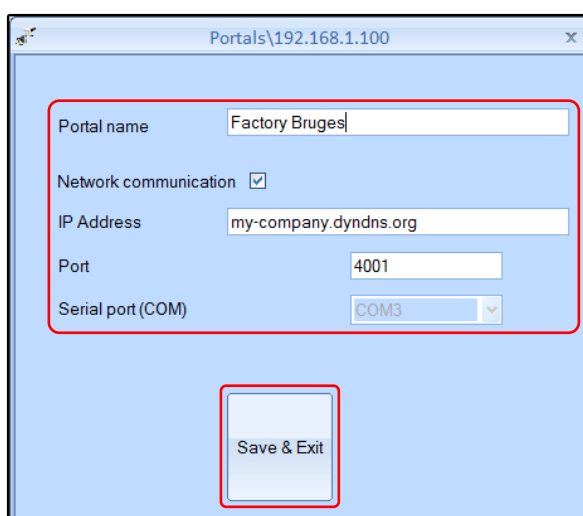 Portals\192.168.1.100 x
Portal name Factory Bruges
Network communication
IP Address my-company.dyndns.org
Port 4001
Serial port (COM) COM3
Save & Exit